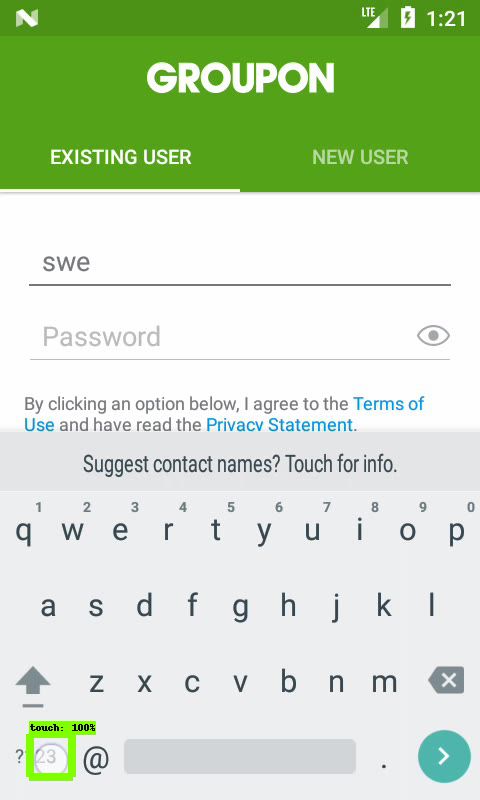 LTE 1:21
GROUPON
EXISTING USER NEW USER
swe
Password
By clicking an option below, I agree to the Terms of
Use and have read the Privacy Statement.
Suggest contact names? Touch for info.
1 2 3 4 5 6 7 8 9 0
q w e r t y u i o p
a s d f g h j k l
z x c v b n m
touch: 100%
?123 @ .